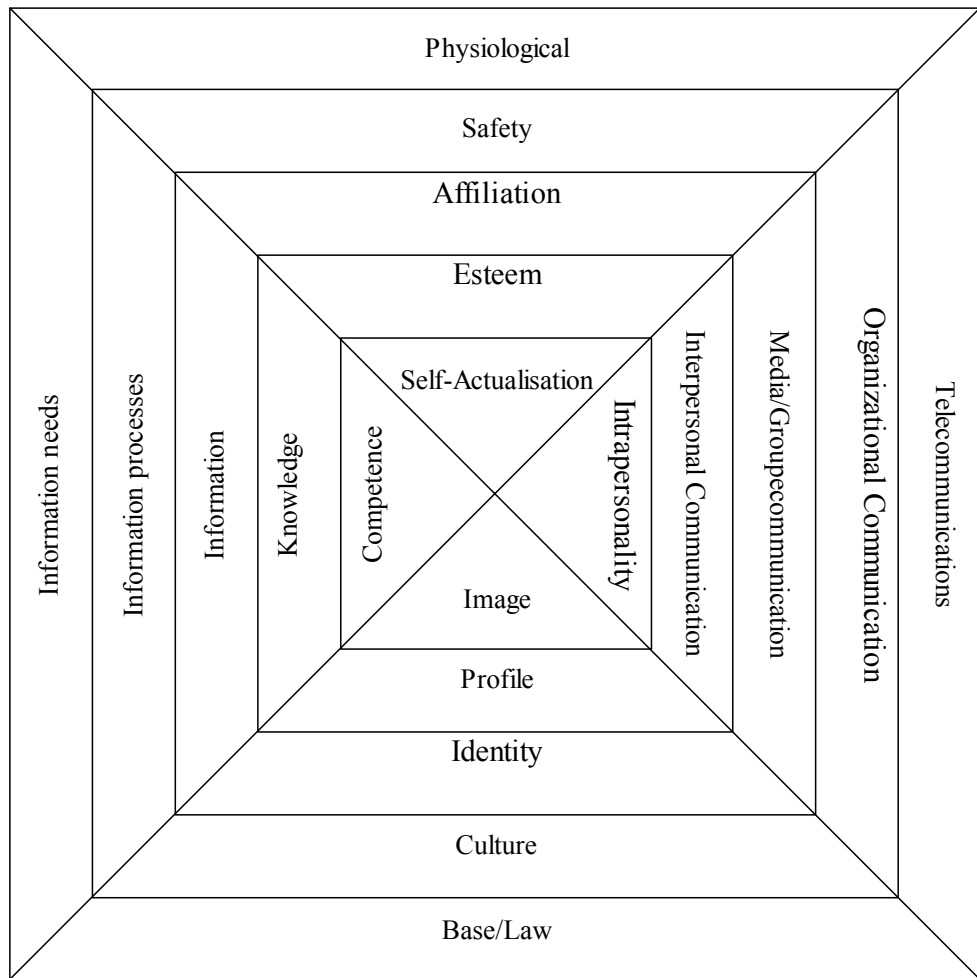 Physiological
Safety
Affiliation
Esteem
Self-Actualisation
Information needs
Information processes
Information
Knowledge
Competence
Intrapersonality
Interpersonal Communication
Media/Groupecommunication
Organizational Communication
Telecommunications
Image
Profile
Identity
Culture
Base/Law